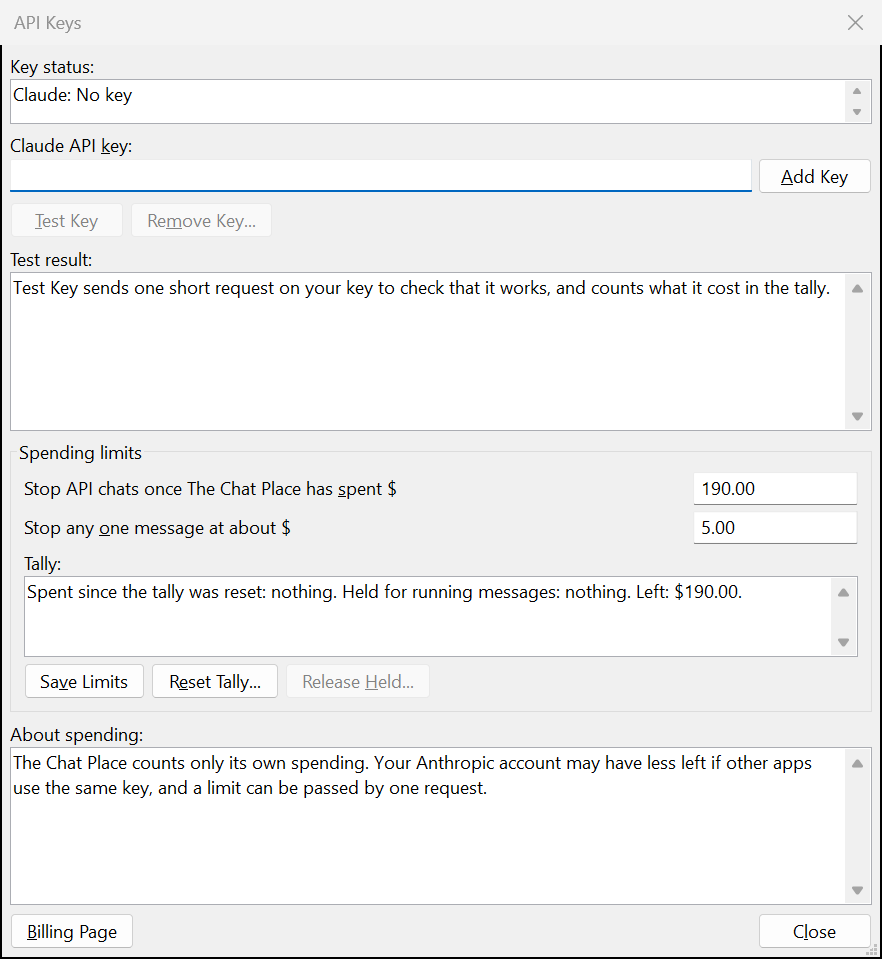 API Keys
Key status:
Claude: No key
Claude API key:
Add Key
Test Key
Remove Key...
Test result:
Test Key sends one short request on your key to check that it works, and counts what it cost in the tally.
Spending limits
Stop API chats once The Chat Place has spent $
190.00
Stop any one message at about $
5.00
Tally:
Spent since the tally was reset: nothing. Held for running messages: nothing. Left: $190.00.
Save Limits
Reset Tally...
Release Held...
About spending:
The Chat Place counts only its own spending. Your Anthropic account may have less left if other apps
use the same key, and a limit can be passed by one request.
Billing Page
Close